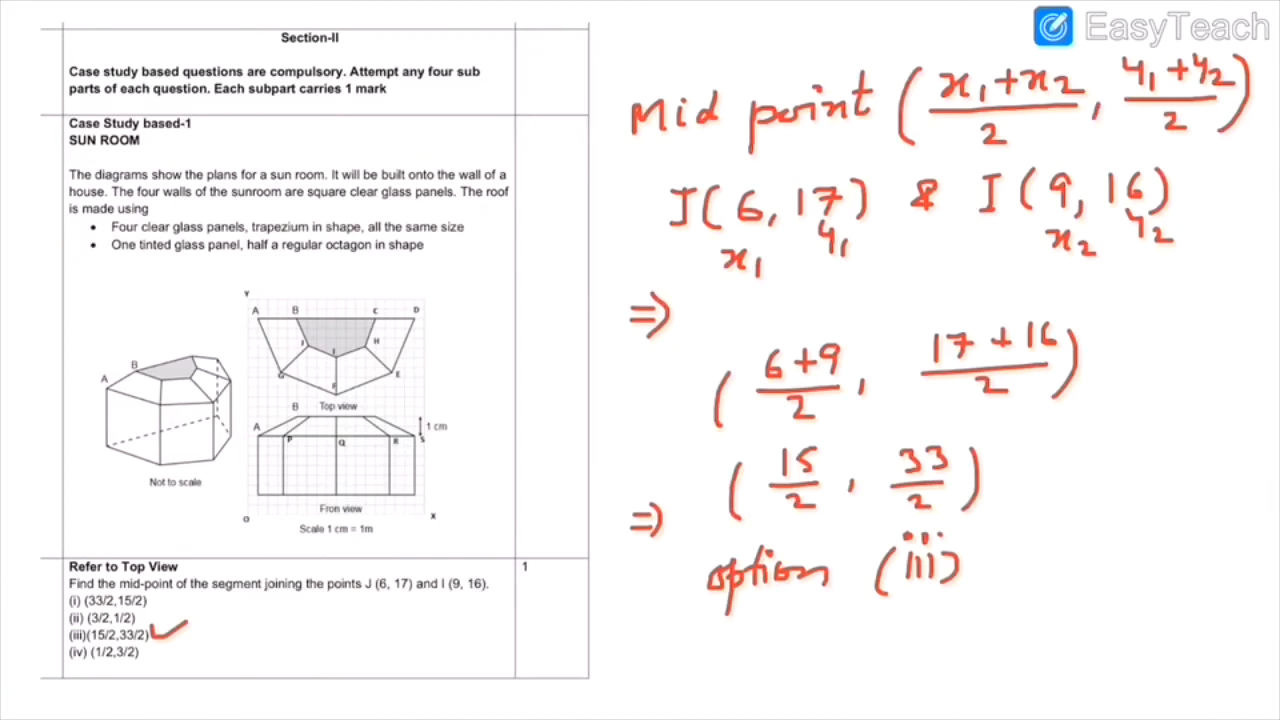 EasyTeach
Section-II
Case study based questions are compulsory. Attempt any four sub
parts of each question. Each subpart carries 1 mark
Case Study based-1
SUN ROOM
The diagrams show the plans for a sun room. It will be built onto the wall of a
house. The four walls of the sunroom are square clear glass panels. The roof
is made using
• Four clear glass panels, trapezium in shape, all the same size
• One tinted glass panel, half a regular octagon in shape
A
B
Not to scale
Y
A B C D
J I H
G F E
B Top view
A
1 cm
P Q R S
Fron view
O X
Scale 1 cm = 1m
Refer to Top View
1
Find the mid-point of the segment joining the points J (6, 17) and I (9, 16).
(i) (33/2,15/2)
(ii) (3/2,1/2)
(iii)(15/2,33/2)
(iv) (1/2,3/2)
Mid point (x₁+x₂/2, y₁+y₂/2)
J(6, 17) & I(9, 16)
x₁ y₁ x₂ y₂
⇒
(6+9/2, 17+16/2)
⇒ (15/2, 33/2)
option (iii)